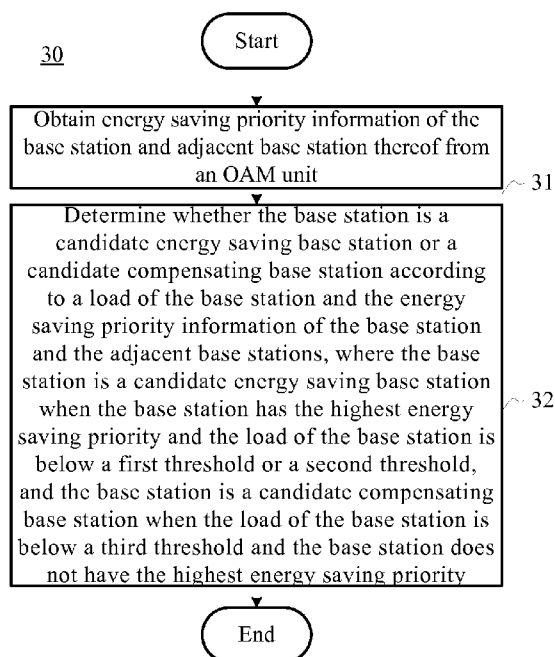 Start
30
Obtain energy saving priority information of the
base station and adjacent base station thereof from
an OAM unit
31
Determine whether the base station is a
candidate energy saving base station or a
candidate compensating base station according
to a load of the base station and the energy
saving priority information of the base station
and the adjacent base stations, where the base
station is a candidate energy saving base station
when the base station has the highest energy
saving priority and the load of the base station is
below a first threshold or a second threshold,
and the base station is a candidate compensating
base station when the load of the base station is
below a third threshold and the base station does
not have the highest energy saving priority
32
End